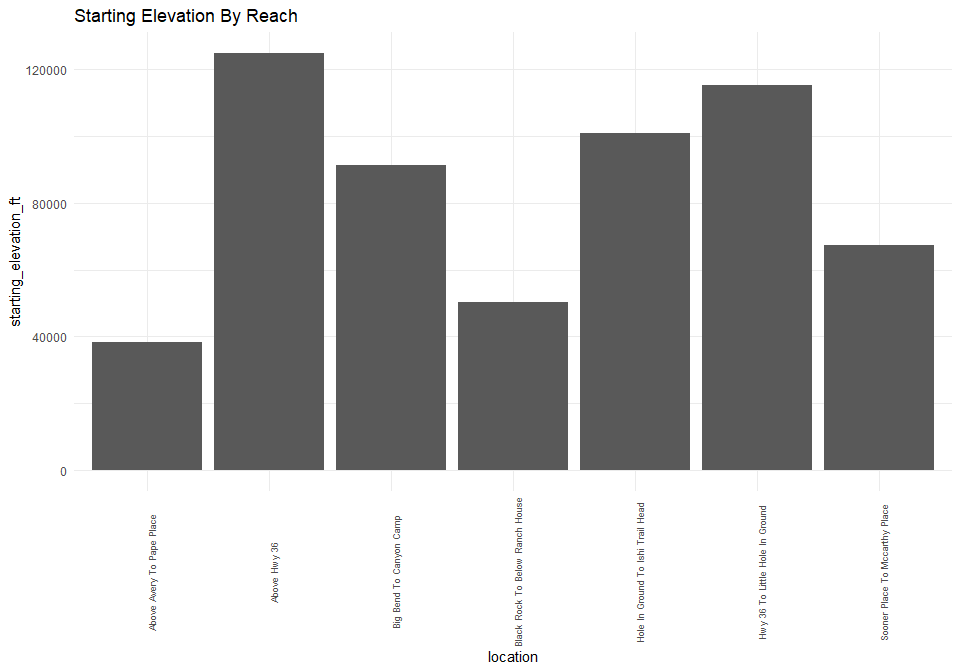 Starting Elevation By Reach
starting_elevation_ft
120000
80000
40000
0
Above Avery To Pape Place
Above Hwy 36
Big Bend To Canyon Camp
Black Rock To Below Ranch House
Hole In Ground To Ishi Trail Head
Hwy 36 To Little Hole In Ground
Sooner Place To Mccarthy Place
location